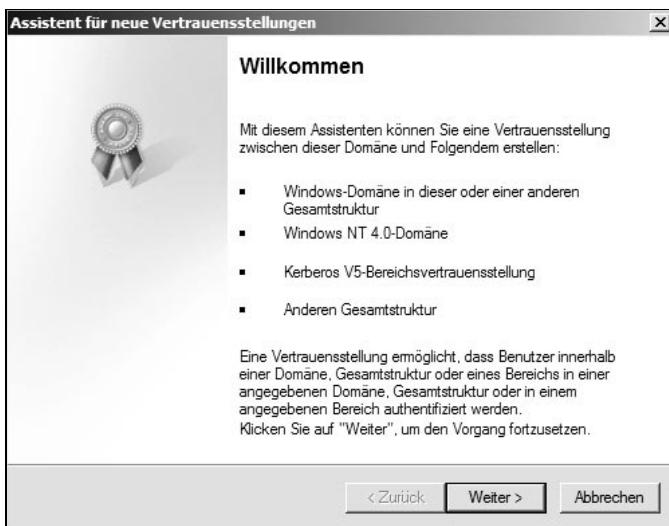 Assistent für neue Vertrauensstellungen
Willkommen
Mit diesem Assistenten können Sie eine Vertrauensstellung
zwischen dieser Domäne und Folgendem erstellen:
Windows-Domäne in dieser oder einer anderen
Gesamtstruktur
Windows NT 4.0-Domäne
Kerberos V5-Bereichsvertrauensstellung
Anderen Gesamtstruktur
Eine Vertrauensstellung ermöglicht, dass Benutzer innerhalb
einer Domäne, Gesamtstruktur oder eines Bereichs in einer
angegebenen Domäne, Gesamtstruktur oder in einem
angegebenen Bereich authentifiziert werden.
Klicken Sie auf "Weiter", um den Vorgang fortzusetzen.
< Zurück Weiter > Abbrechen